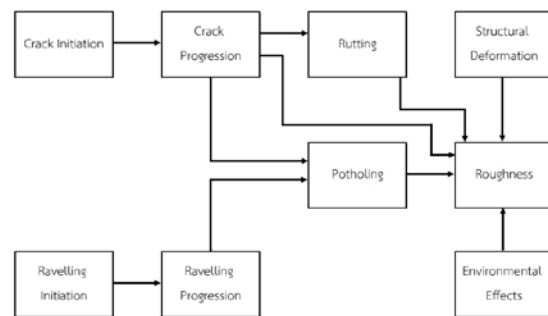 Crack Initiation
Crack
Progression
Rutting
Structural
Deformation
Potholing
Roughness
Ravelling
Initiation
Ravelling
Progression
Environmental
Effects